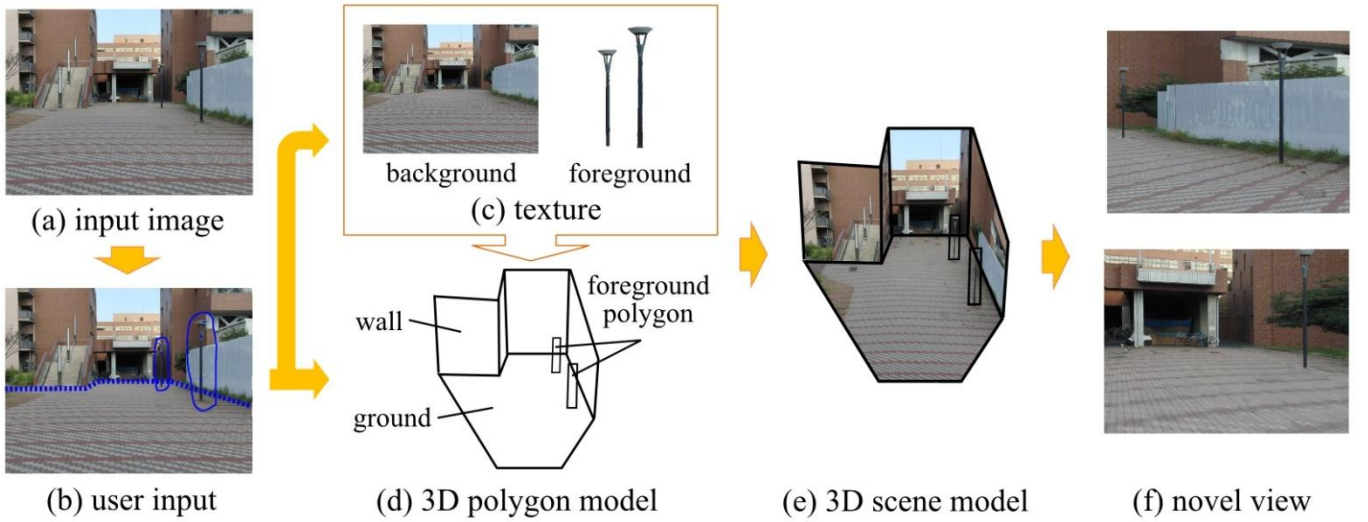 (a) input image
(b) user input
background
foreground
(c) texture
wall
ground
foreground
polygon
(d) 3D polygon model
(e) 3D scene model
(f) novel view